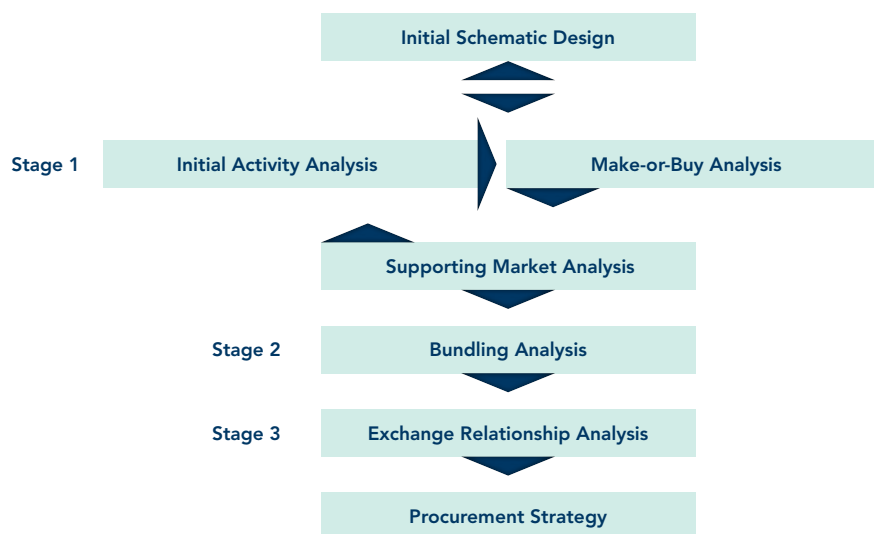 Initial Schematic Design
Stage 1 Initial Activity Analysis Make-or-Buy Analysis
Supporting Market Analysis
Stage 2 Bundling Analysis
Stage 3 Exchange Relationship Analysis
Procurement Strategy